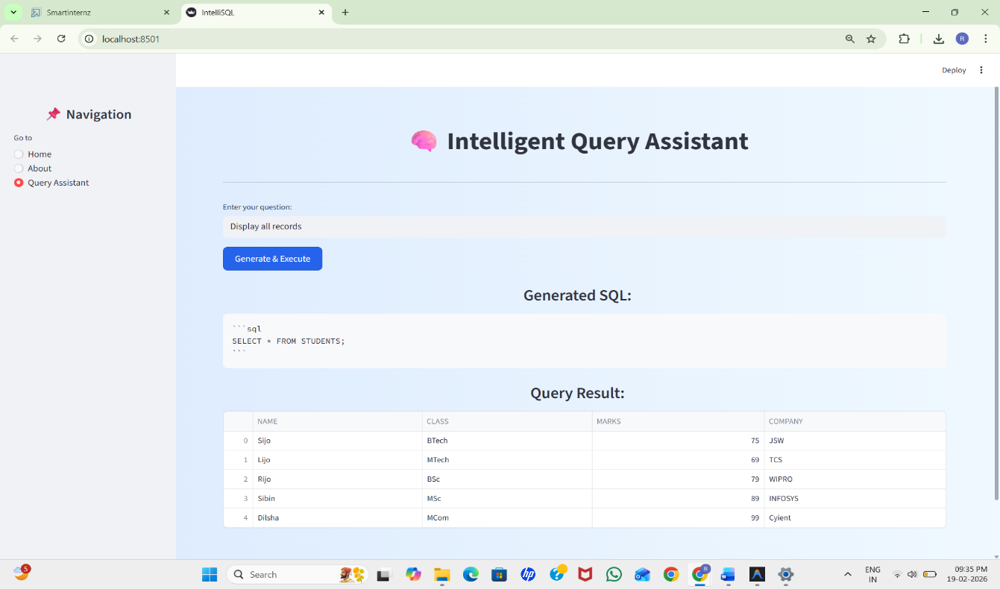 Smartinternz
IntelliSQL
localhost:8501
R
Deploy
Navigation
Go to
Home
About
Query Assistant
Intelligent Query Assistant
Enter your question:
Display all records
Generate & Execute
Generated SQL:
```sql
SELECT * FROM STUDENTS;
```
Query Result:
NAME CLASS MARKS COMPANY
0 Sijo BTech 75 JSW
1 Lijo MTech 69 TCS
2 Rijo BSc 79 WIPRO
3 Sibin MSc 89 INFOSYS
4 Dilsha MCom 99 Cyient
5
Search
hp
R
W
ENG
IN
09:35 PM
19-02-2026